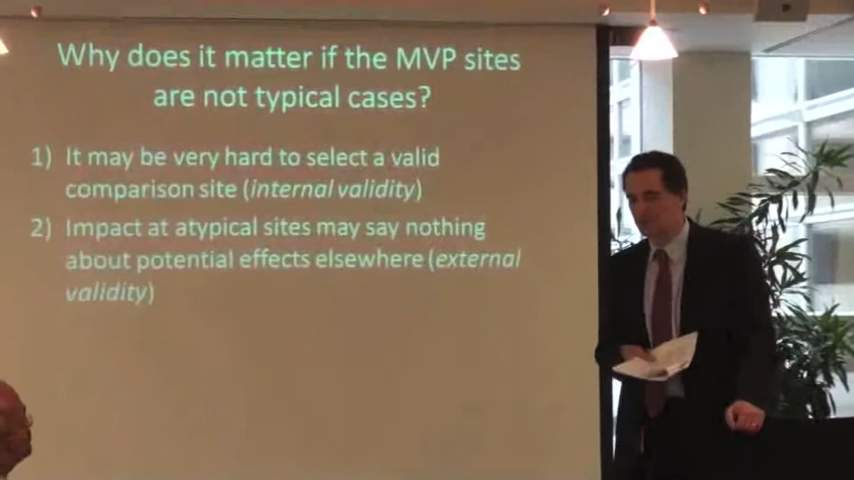 Why does it matter if the MVP sites
are not typical cases?
1) It may be very hard to select a valid
comparison site (internal validity)
2) Impact at atypical sites may say nothing
about potential effects elsewhere (external
validity)